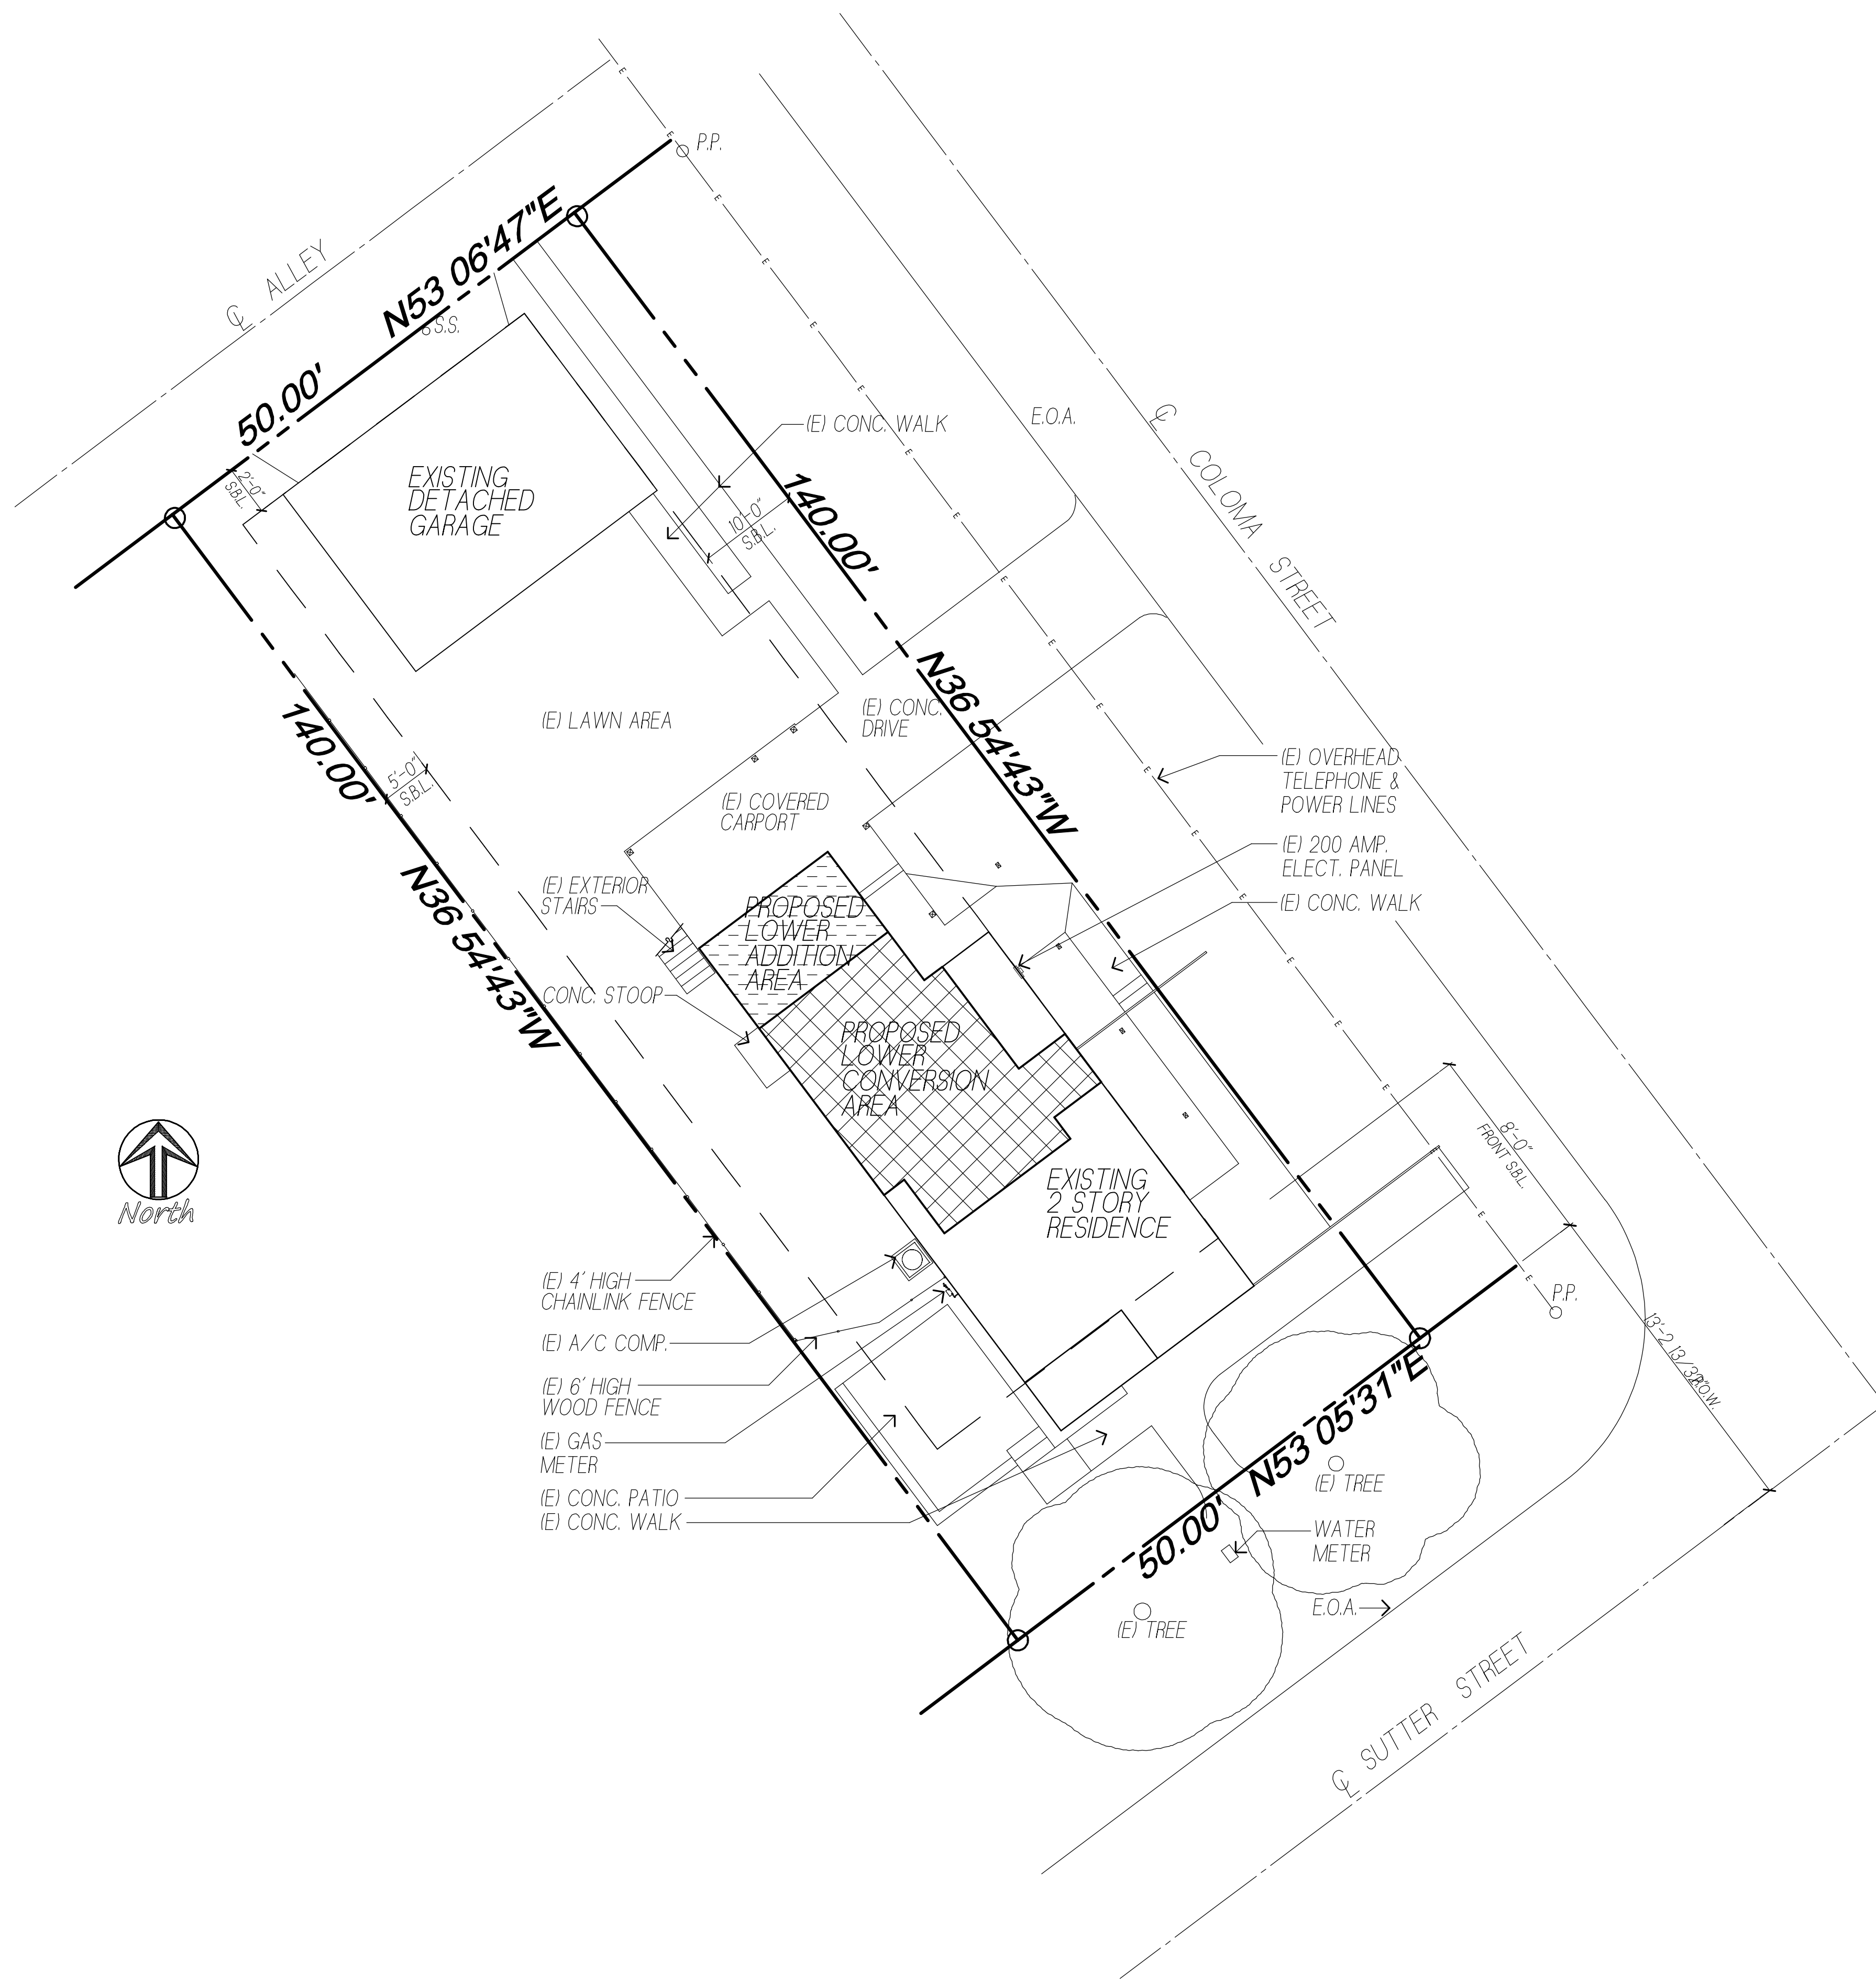 P.P.
N53 06'47"E
℄ ALLEY
S.S.
50.00'
(E) CONC. WALK
E.O.A.
℄ COLOMA STREET
EXISTING
DETACHED
GARAGE
2'-0"
S.B.L.
10'-0"
S.B.L.
140.00'
N36 54'43"W
(E) LAWN AREA
(E) CONC.
DRIVE
140.00'
5'-0"
S.B.L.
(E) OVERHEAD
TELEPHONE &
POWER LINES
(E) COVERED
CARPORT
(E) 200 AMP.
ELECT. PANEL
(E) EXTERIOR
STAIRS
PROPOSED
LOWER
ADDITION
AREA
(E) CONC. WALK
N36 54'43"W
CONC. STOOP
PROPOSED
LOWER
CONVERSION
AREA
8'-0"
FRONT S.B.L.
EXISTING
2 STORY
RESIDENCE
North
(E) 4' HIGH
CHAINLINK FENCE
P.P.
(E) A/C COMP.
13'-2 13/32"
R.O.W.
(E) 6' HIGH
WOOD FENCE
N53 05'31"E
(E) GAS
METER
(E) TREE
(E) CONC. PATIO
(E) CONC. WALK
50.00'
WATER
METER
E.O.A.
(E) TREE
℄ SUTTER STREET